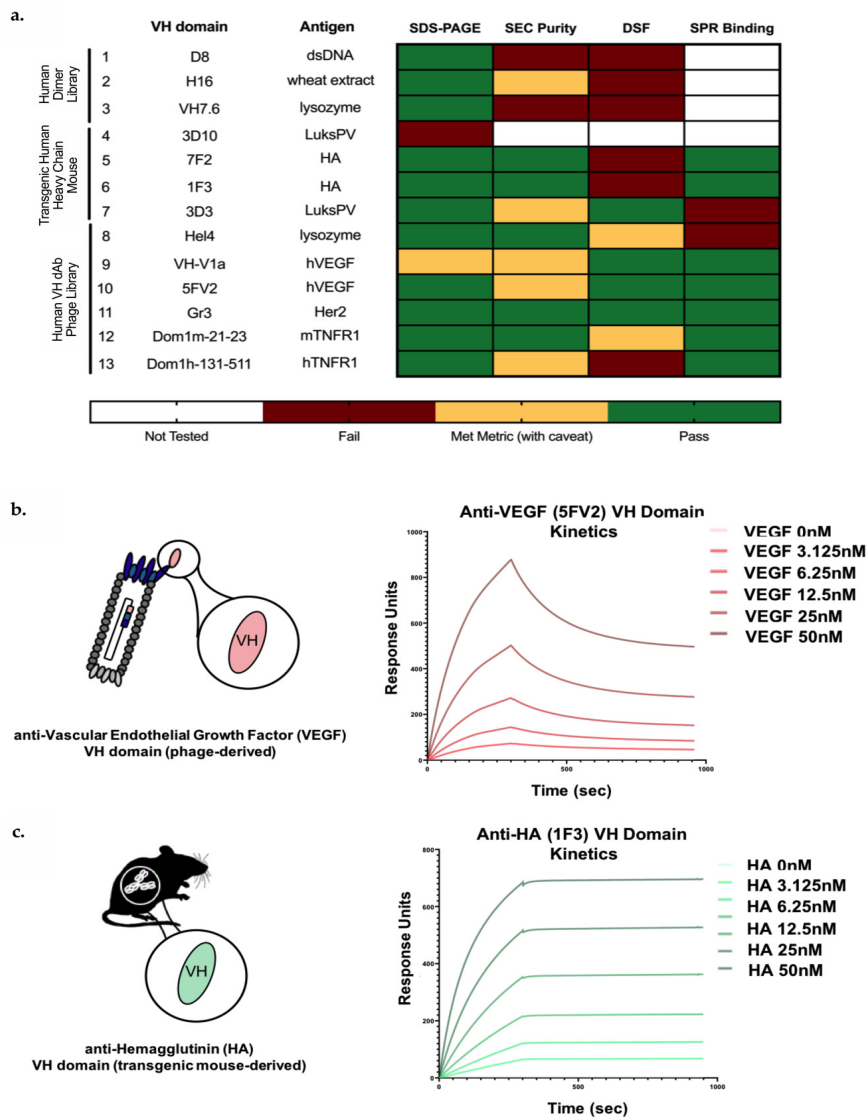 a.
VH domain Antigen SDS-PAGE SEC Purity DSF SPR Binding
Human Dimer Library
1 D8 dsDNA
2 H16 wheat extract
3 VH7.6 lysozyme
Transgenic Human Heavy Chain Mouse
4 3D10 LuksPV
5 7F2 HA
6 1F3 HA
7 3D3 LuksPV
Human VH dAb Phage Library
8 Hel4 lysozyme
9 VH-V1a hVEGF
10 5FV2 hVEGF
11 Gr3 Her2
12 Dom1m-21-23 mTNFR1
13 Dom1h-131-511 hTNFR1
Not Tested Fail Met Metric (with caveat) Pass
b.
VH
VH
anti-Vascular Endothelial Growth Factor (VEGF)
VH domain (phage-derived)
Anti-VEGF (5FV2) VH Domain
Kinetics
Response Units
1000
800
600
400
200
0
0 500 1000
Time (sec)
VEGF 0nM
VEGF 3.125nM
VEGF 6.25nM
VEGF 12.5nM
VEGF 25nM
VEGF 50nM
c.
VH
anti-Hemagglutinin (HA)
VH domain (transgenic mouse-derived)
Anti-HA (1F3) VH Domain
Kinetics
Response Units
800
600
400
200
0
0 500 1000
Time (sec)
HA 0nM
HA 3.125nM
HA 6.25nM
HA 12.5nM
HA 25nM
HA 50nM